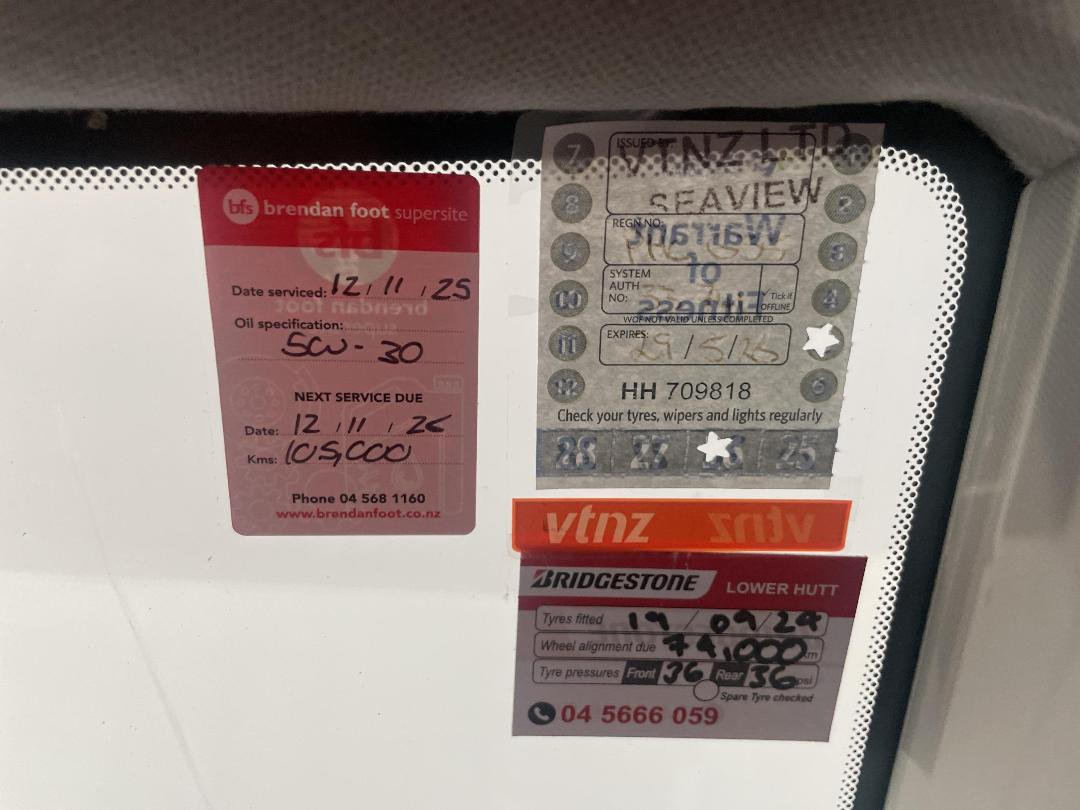 bfs brendan foot supersite
Date serviced: 12/11/25
Oil specification:
5W-30
NEXT SERVICE DUE
Date: 12/11/26
Kms: 105,000
Phone 04 568 1160
www.brendanfoot.co.nz
ISSUED BY:
VTNZ LTD
SEAVIEW
REGN NO:
Warrant
of
Fitness
SYSTEM
AUTH
NO:
Tick if
OFFLINE
WOF NOT VALID UNLESS COMPLETED
EXPIRES: 29/5/26
7
8
9
10
11
12
2
3
4
6
HH 709818
Check your tyres, wipers and lights regularly
28 27 26 25
vtnz vtnz
BRIDGESTONE LOWER HUTT
Tyres fitted 19/09/24
Wheel alignment due 74,000 km
Tyre pressures Front 36 Rear 36 psi
Spare Tyre checked
04 5666 059